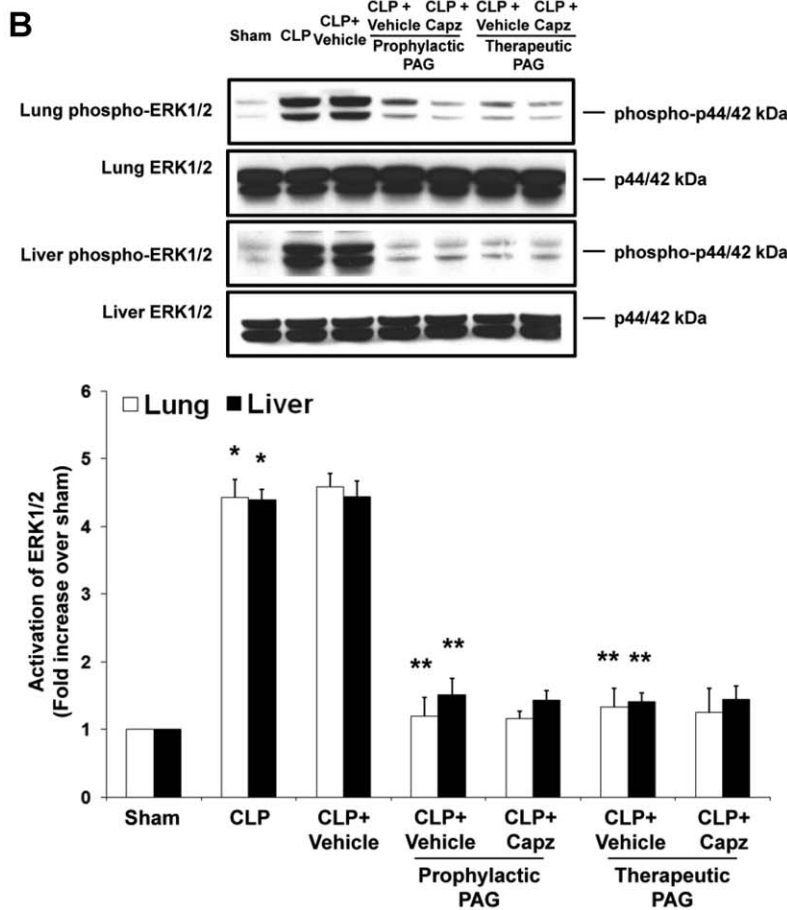 B
Sham CLP CLP+ Vehicle CLP + Vehicle CLP + Capz CLP + Vehicle CLP + Capz
Prophylactic PAG Therapeutic PAG
Lung phospho-ERK1/2 phospho-p44/42 kDa
Lung ERK1/2 p44/42 kDa
Liver phospho-ERK1/2 phospho-p44/42 kDa
Liver ERK1/2 p44/42 kDa
Lung Liver
Activation of ERK1/2
(Fold increase over sham)
6
5
4
3
2
1
0
* *
** **
** **
Sham CLP CLP+ CLP+ CLP+ CLP+ CLP+
Vehicle Vehicle Capz Vehicle Capz
Prophylactic Therapeutic
PAG PAG